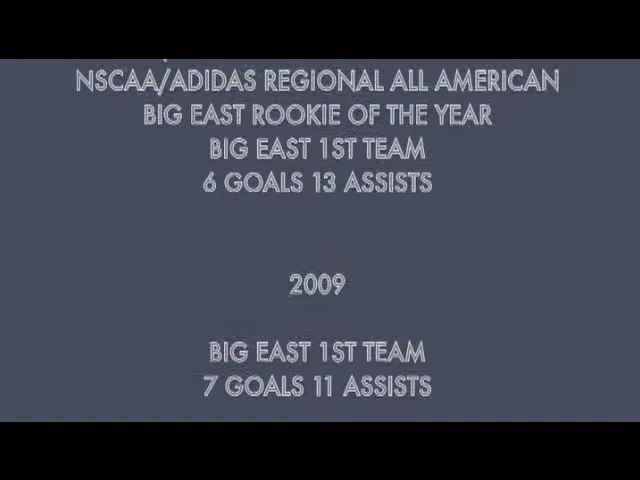 NSCAA/ADIDAS REGIONAL ALL AMERICAN
BIG EAST ROOKIE OF THE YEAR
BIG EAST 1ST TEAM
6 GOALS 13 ASSISTS
2009
BIG EAST 1ST TEAM
7 GOALS 11 ASSISTS